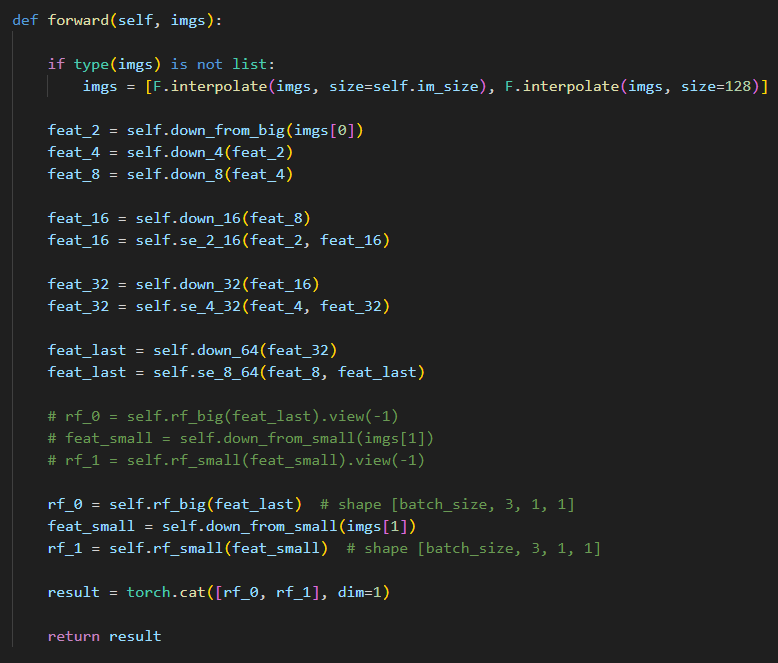 def forward(self, imgs):
if type(imgs) is not list:
imgs = [F.interpolate(imgs, size=self.im_size), F.interpolate(imgs, size=128)]
feat_2 = self.down_from_big(imgs[0])
feat_4 = self.down_4(feat_2)
feat_8 = self.down_8(feat_4)
feat_16 = self.down_16(feat_8)
feat_16 = self.se_2_16(feat_2, feat_16)
feat_32 = self.down_32(feat_16)
feat_32 = self.se_4_32(feat_4, feat_32)
feat_last = self.down_64(feat_32)
feat_last = self.se_8_64(feat_8, feat_last)
# rf_0 = self.rf_big(feat_last).view(-1)
# feat_small = self.down_from_small(imgs[1])
# rf_1 = self.rf_small(feat_small).view(-1)
rf_0 = self.rf_big(feat_last)  # shape [batch_size, 3, 1, 1]
feat_small = self.down_from_small(imgs[1])
rf_1 = self.rf_small(feat_small)  # shape [batch_size, 3, 1, 1]
result = torch.cat([rf_0, rf_1], dim=1)
return result